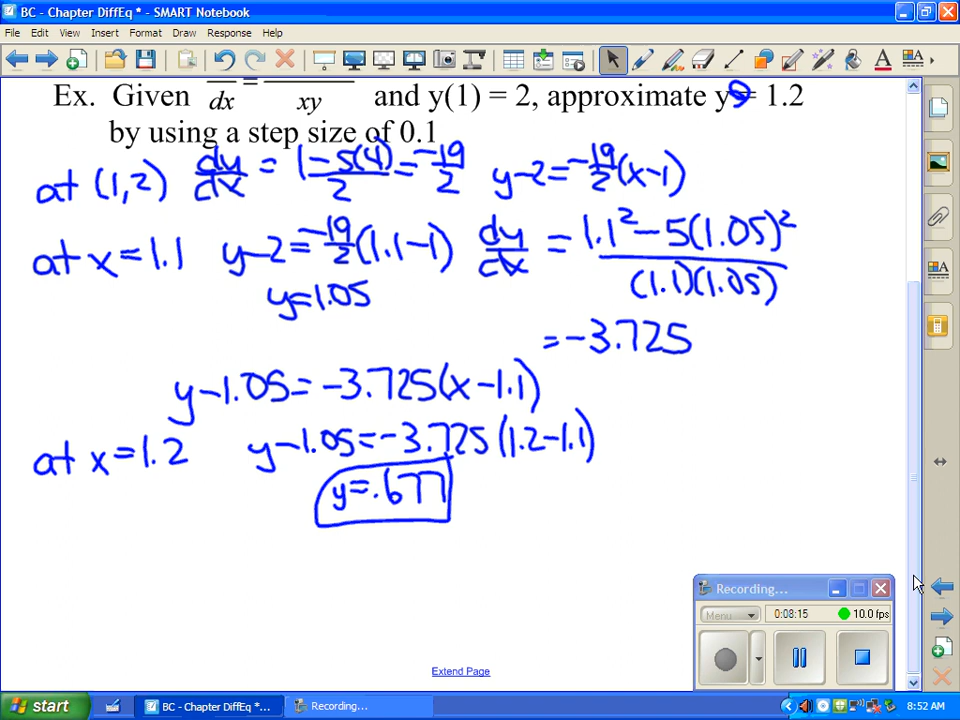 BC - Chapter DiffEq * - SMART Notebook
File Edit View Insert Format Draw Response Help
Ex. Given dx = xy and y(1) = 2, approximate y = 1.2
by using a step size of 0.1
at (1,2) dy/dx = 1-5(4)/2 = -19/2 y-2 = -19/2(x-1)
at x=1.1 y-2 = -19/2(1.1-1) dy/dx = 1.1²-5(1.05)²/(1.1)(1.05)
y=1.05
= -3.725
y-1.05 = -3.725(x-1.1)
at x=1.2 y-1.05 = -3.725(1.2-1.1)
y=.677
Recording...
Menu 0:08:15 10.0 fps
Extend Page
start BC - Chapter DiffEq *... Recording... 8:52 AM